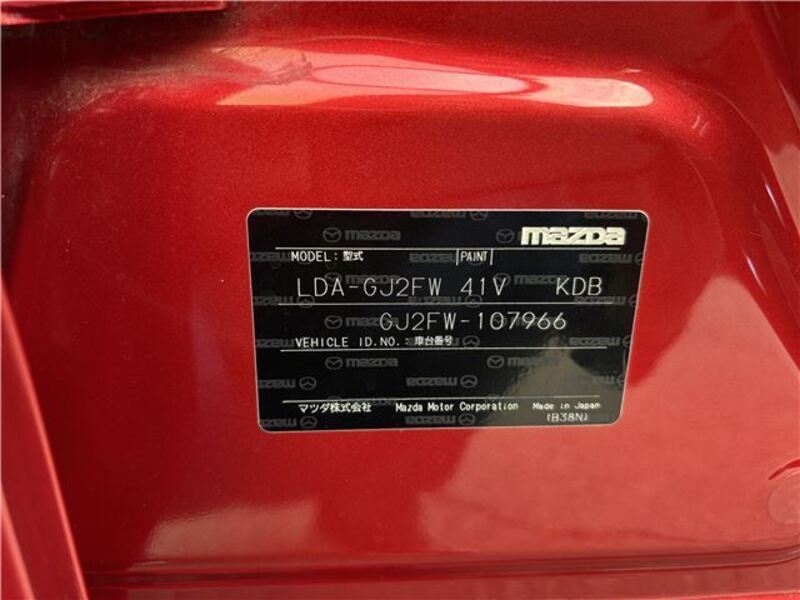 mazda
MODEL:型式 PAINT
LDA-GJ2FW 41V KDB
GJ2FW-107966
VEHICLE ID.NO.:車台番号
マツダ株式会社 Mazda Motor Corporation Made in Japan
(B38N)